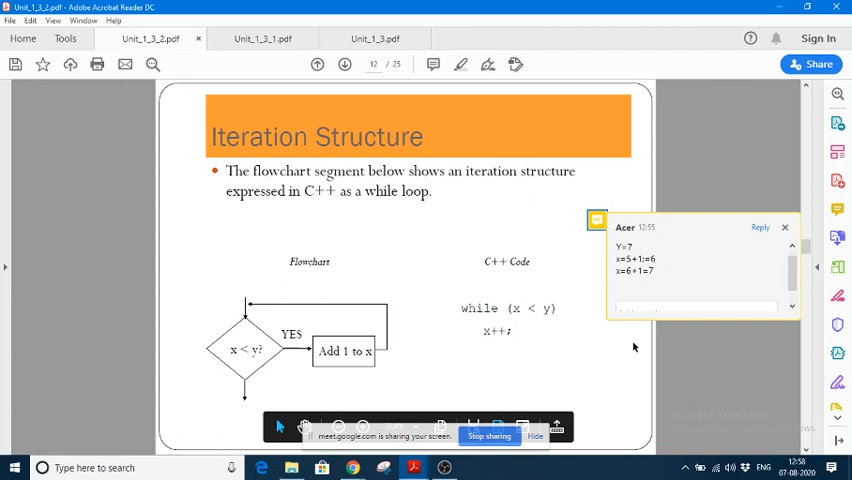 Unit_1_3_2.pdf - Adobe Acrobat Reader DC
File Edit View Window Help
Home Tools Unit_1_3_2.pdf Unit_1_3_1.pdf Unit_1_3.pdf Sign In
12 / 25
Share
Iteration Structure
The flowchart segment below shows an iteration structure
expressed in C++ as a while loop.
Acer 12:55 Reply
Y=7
x=5+1:=6
x=6+1=7
Flowchart
C++ Code
while (x < y)
x++;
YES
x < y?
Add 1 to x
Activate Windows
meet.google.com is sharing your screen. Stop sharing Hide
Type here to search
ENG
12:58
07-08-2020